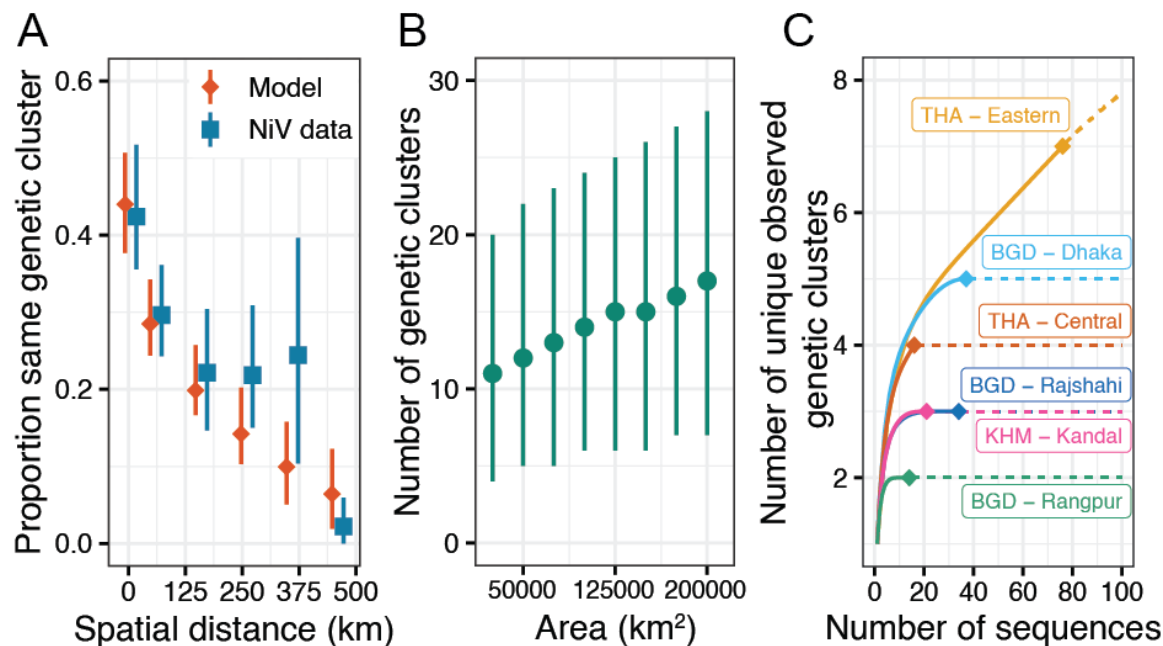 A
Proportion same genetic cluster
0.6
0.4
0.2
0.0
Model
NiV data
0 125 250 375 500
Spatial distance (km)
B
Number of genetic clusters
30
20
10
0
50000 125000 200000
Area (km²)
C
Number of unique observed
genetic clusters
8
6
4
2
THA – Eastern
BGD – Dhaka
THA – Central
BGD – Rajshahi
KHM – Kandal
BGD – Rangpur
0 20 40 60 80 100
Number of sequences